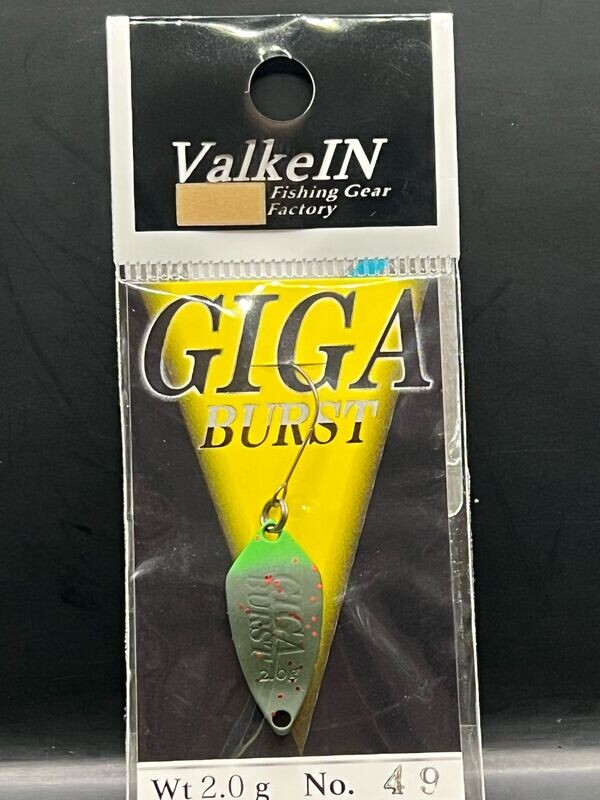 ValkeIN
Fishing Gear
Factory
GIGA
BURST
GIGA
BURST
2.0g
Wt 2.0 g No. 49